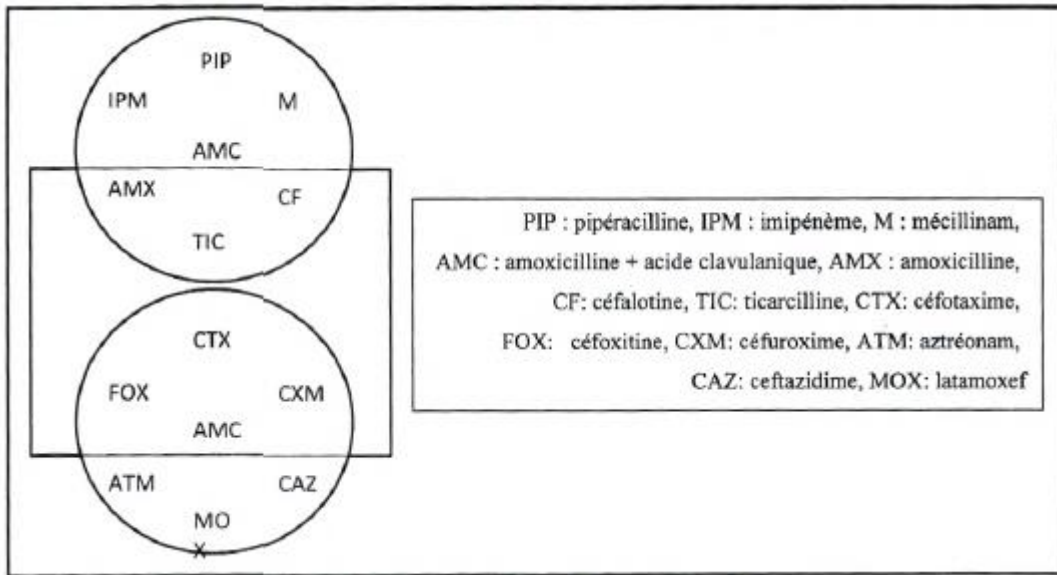 PIP
IPM M
AMC
AMX CF
TIC
CTX
FOX CXM
AMC
ATM CAZ
MO
X
PIP : pipéracilline, IPM : imipénème, M : mécillinam,
AMC : amoxicilline + acide clavulanique, AMX : amoxicilline,
CF: céfalotine, TIC: ticarcilline, CTX: céfotaxime,
FOX: céfoxitine, CXM: céfuroxime, ATM: aztréonam,
CAZ: ceftazidime, MOX: latamoxef